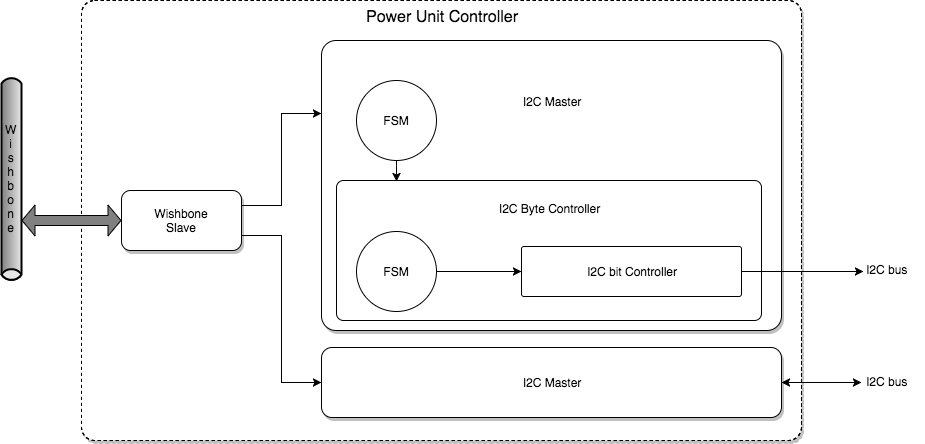 Power Unit Controller
Wishbone
Wishbone
Slave
I2C Master
FSM
I2C Byte Controller
FSM
I2C bit Controller
I2C bus
I2C Master
I2C bus